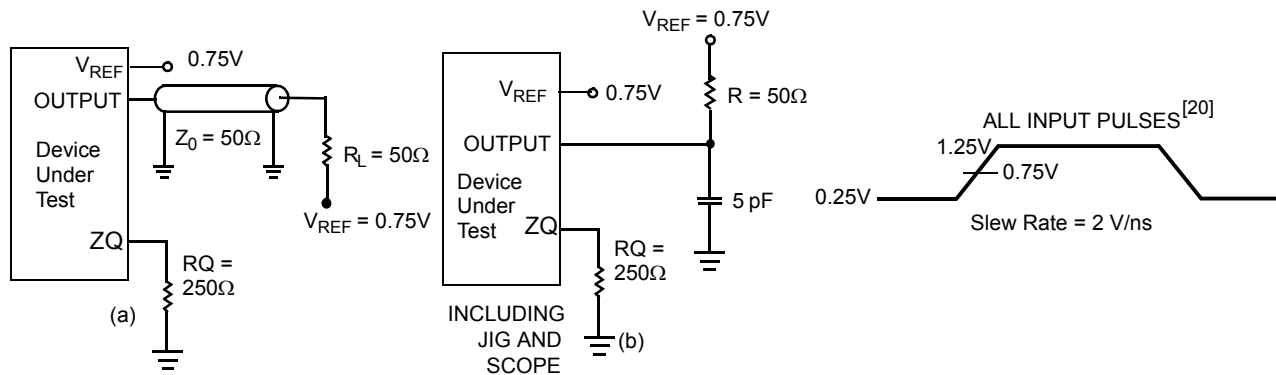 V_REF
0.75V
OUTPUT
Z_0 = 50Ω
Device
Under
Test
R_L = 50Ω
V_REF = 0.75V
ZQ
RQ =
250Ω
(a)
V_REF = 0.75V
R = 50Ω
V_REF
0.75V
OUTPUT
Device
Under
Test
5 pF
ZQ
RQ =
250Ω
INCLUDING
JIG AND
SCOPE
(b)
ALL INPUT PULSES[20]
1.25V
0.75V
0.25V
Slew Rate = 2 V/ns